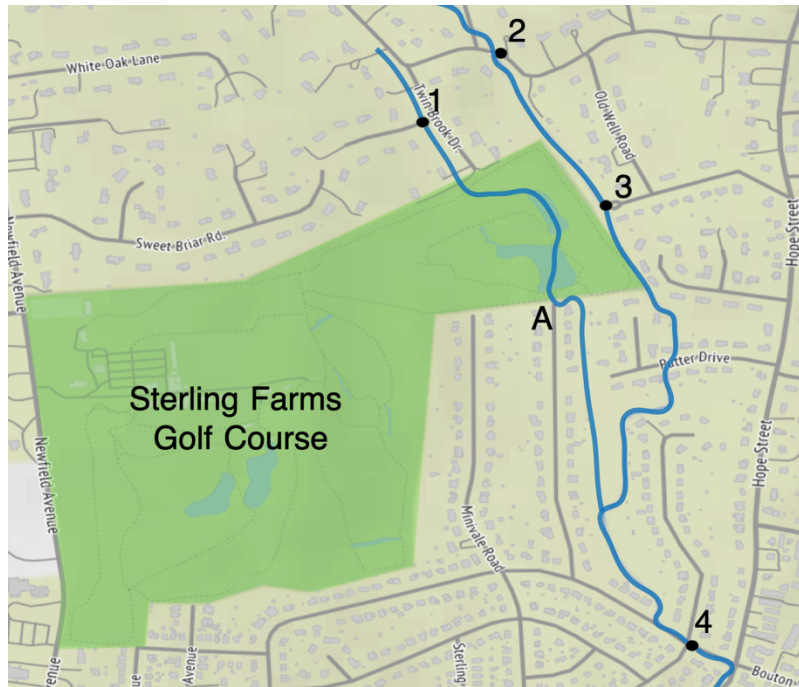 2
White Oak Lane
1
Twin Brook Dr.
Old Well Road
3
Hope Street
Newfield Avenue
Sweet Briar Rd.
A
Putter Drive
Sterling Farms
Golf Course
Newfield Avenue
Hope Street
Minivale Road
4
Avenue
Avenue
Sterling
Bouton